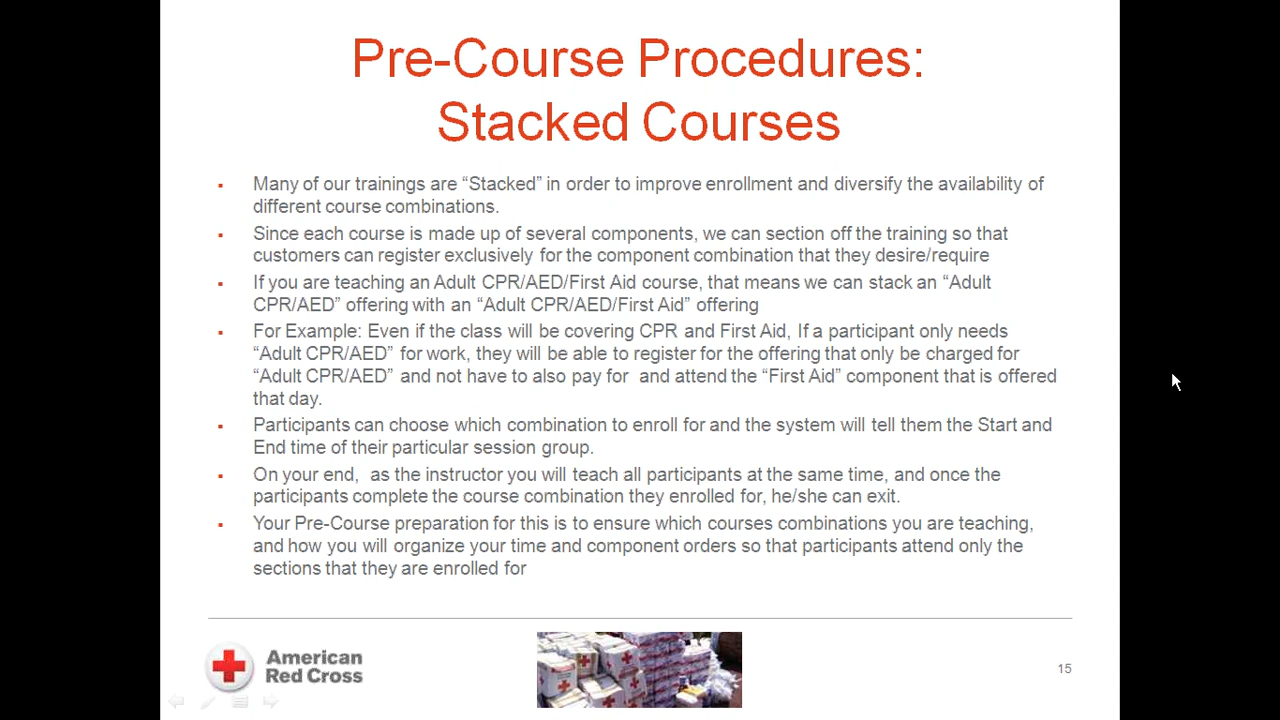 Pre-Course Procedures:
Stacked Courses
Many of our trainings are “Stacked” in order to improve enrollment and diversify the availability of
different course combinations.
Since each course is made up of several components, we can section off the training so that
customers can register exclusively for the component combination that they desire/require
If you are teaching an Adult CPR/AED/First Aid course, that means we can stack an “Adult
CPR/AED” offering with an “Adult CPR/AED/First Aid” offering
For Example: Even if the class will be covering CPR and First Aid, If a participant only needs
“Adult CPR/AED” for work, they will be able to register for the offering that only be charged for
“Adult CPR/AED” and not have to also pay for  and attend the “First Aid” component that is offered
that day.
Participants can choose which combination to enroll for and the system will tell them the Start and
End time of their particular session group.
On your end,  as the instructor you will teach all participants at the same time, and once the
participants complete the course combination they enrolled for, he/she can exit.
Your Pre-Course preparation for this is to ensure which courses combinations you are teaching,
and how you will organize your time and component orders so that participants attend only the
sections that they are enrolled for
American
Red Cross
15